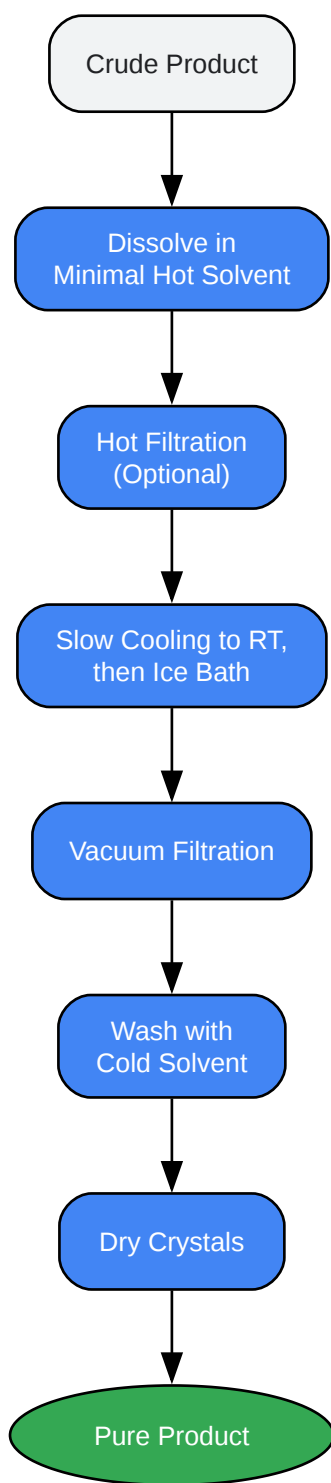 Crude Product
Dissolve in
Minimal Hot Solvent
Hot Filtration
(Optional)
Slow Cooling to RT,
then Ice Bath
Vacuum Filtration
Wash with
Cold Solvent
Dry Crystals
Pure Product